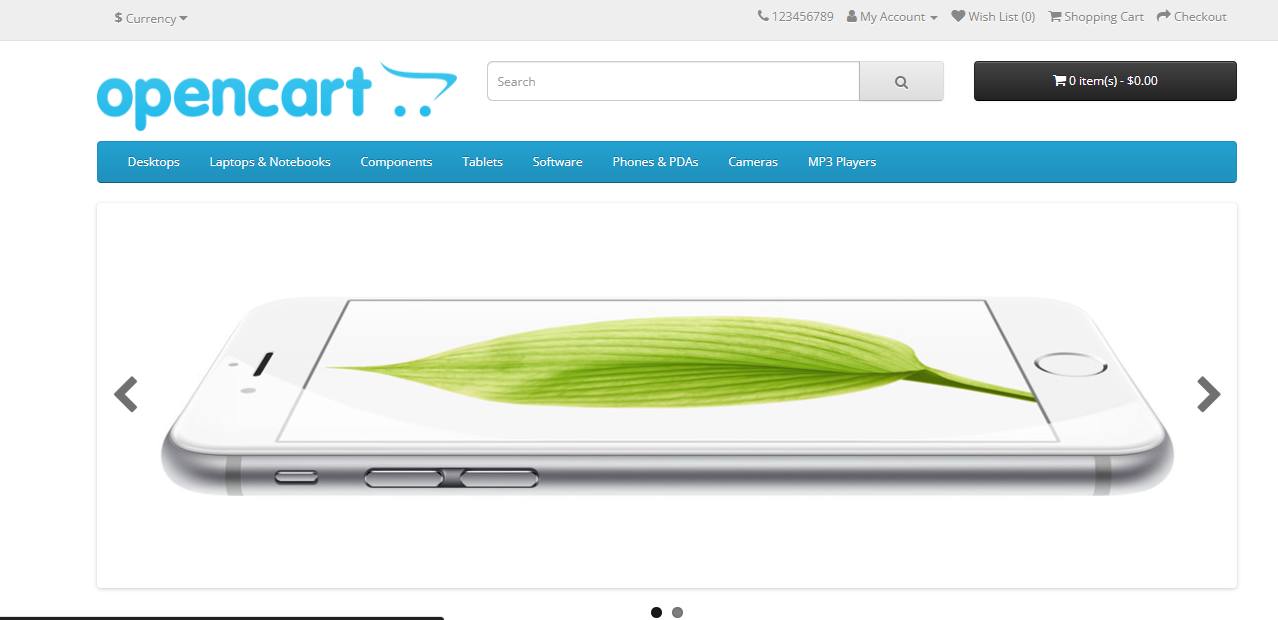 $ Currency 123456789 My Account Wish List (0) Shopping Cart Checkout
opencart Search 0 item(s) - $0.00
Desktops Laptops & Notebooks Components Tablets Software Phones & PDAs Cameras MP3 Players